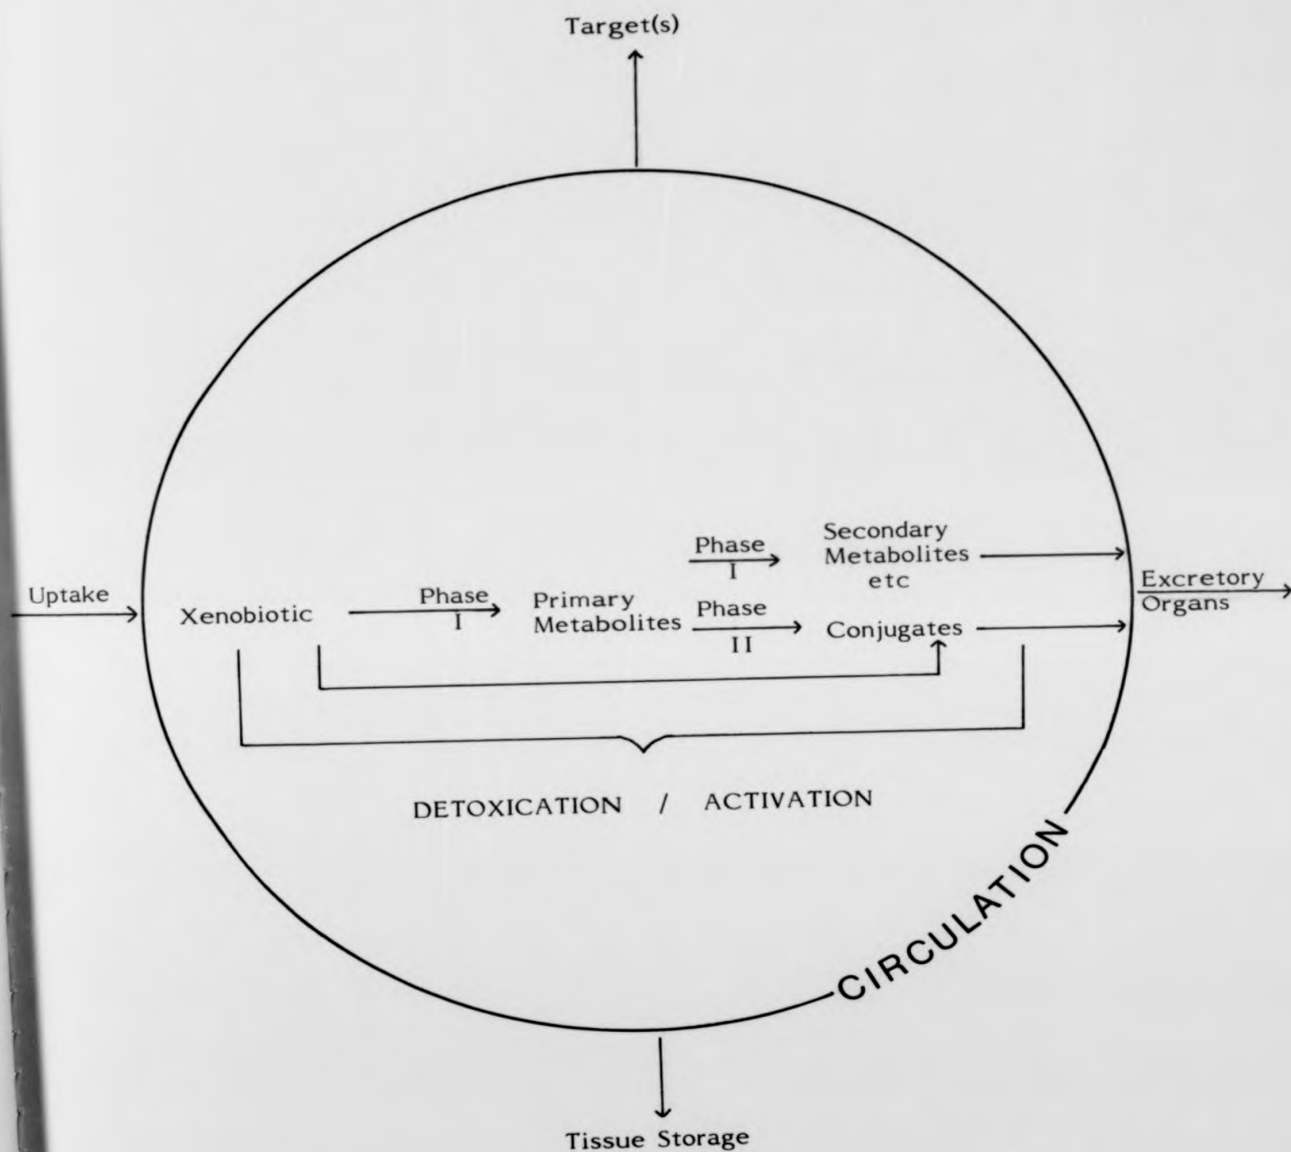 Target(s)
Uptake
Xenobiotic
Phase
I
Primary
Metabolites
Phase
I
Secondary
Metabolites
etc
Phase
II
Conjugates
Excretory
Organs
DETOXICATION / ACTIVATION
CIRCULATION
Tissue Storage